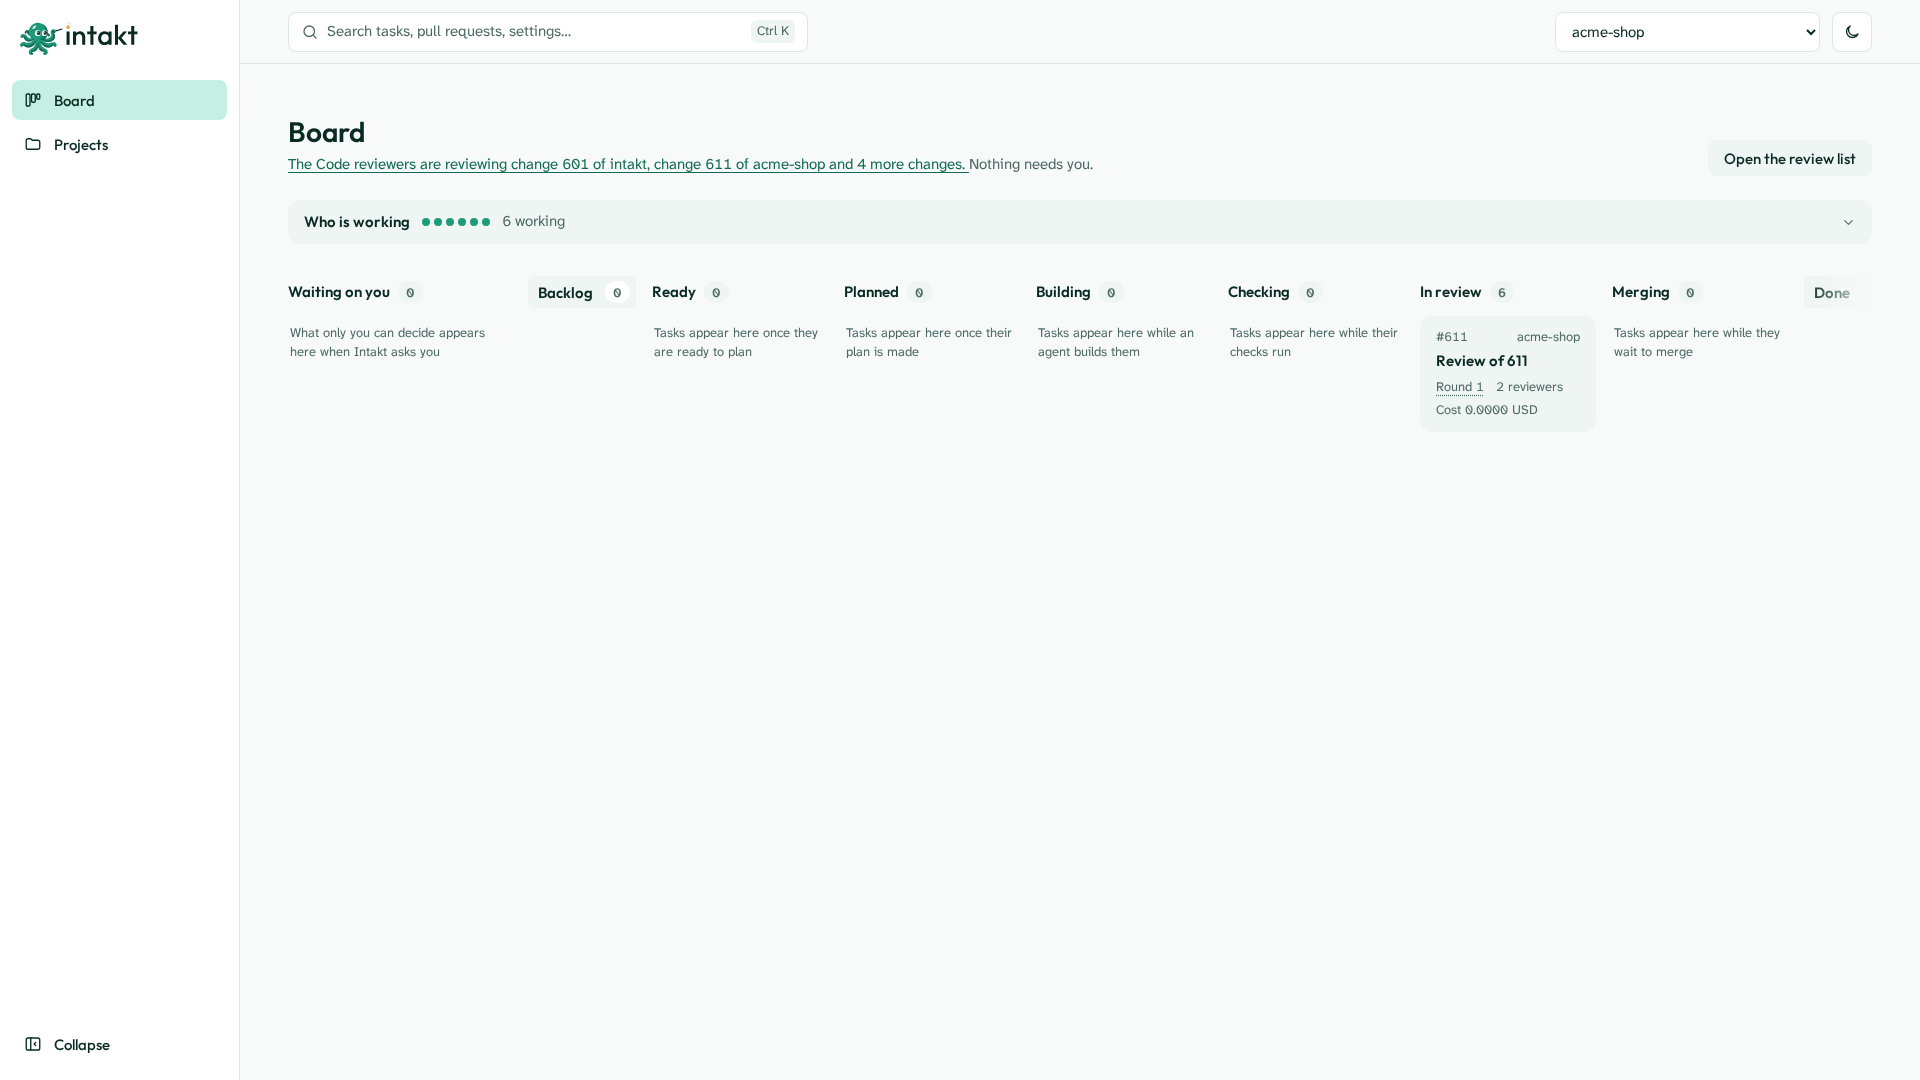 intakt
Search tasks, pull requests, settings...
Ctrl K
acme-shop
Board
Projects
Board
The Code reviewers are reviewing change 601 of intakt, change 611 of acme-shop and 4 more changes. Nothing needs you.
Open the review list
Who is working
6 working
Waiting on you 0
What only you can decide appears
here when Intakt asks you
Backlog 0
Ready 0
Tasks appear here once they
are ready to plan
Planned 0
Tasks appear here once their
plan is made
Building 0
Tasks appear here while an
agent builds them
Checking 0
Tasks appear here while their
checks run
In review 6
#611 acme-shop
Review of 611
Round 1 2 reviewers
Cost 0.0000 USD
Merging 0
Tasks appear here while they
wait to merge
Done
Collapse